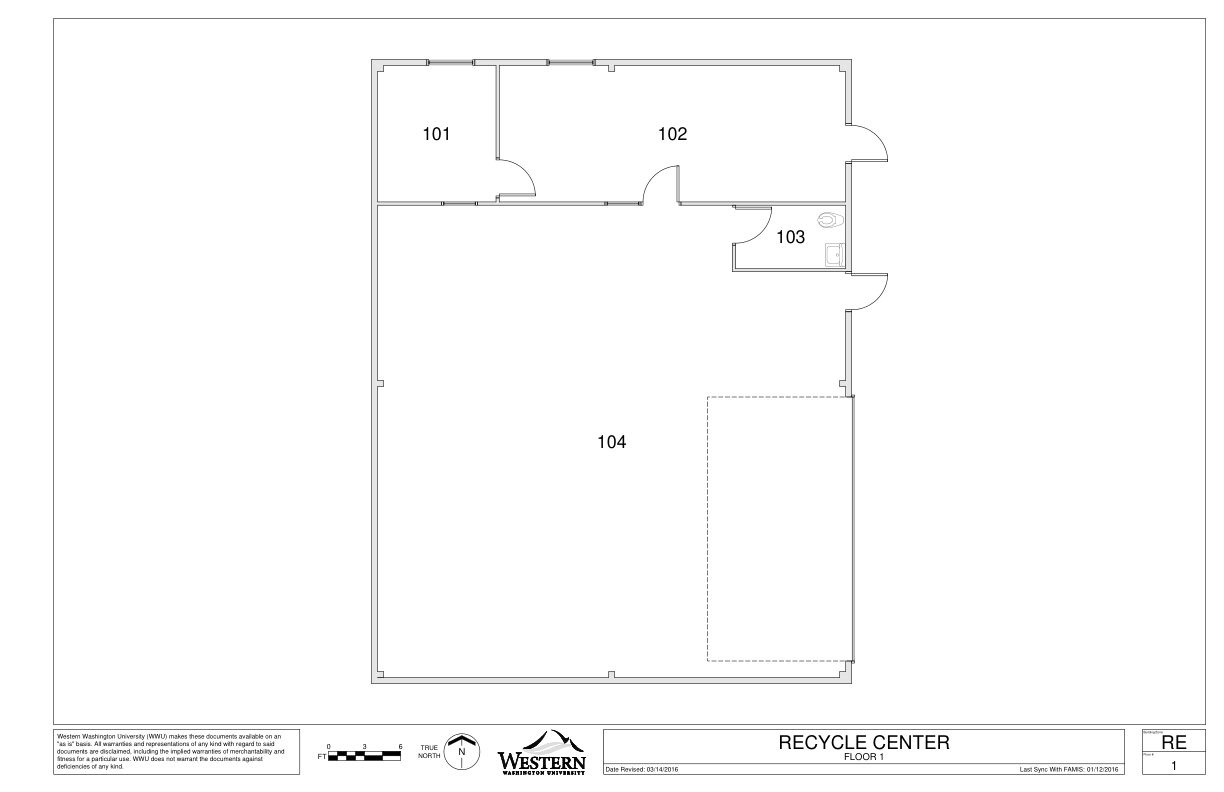 101
102
103
104
Western Washington University (WWU) makes these documents available on an
"as is" basis. All warranties and representations of any kind with regard to said
documents are disclaimed, including the implied warranties of merchantability and
fitness for a particular use. WWU does not warrant the documents against
deficiencies of any kind.
0 3 6
FT
TRUE
NORTH
N
WESTERN
WASHINGTON UNIVERSITY
RECYCLE CENTER
FLOOR 1
Date Revised: 03/14/2016
Last Sync With FAMIS: 01/12/2016
RE
Floor #
1